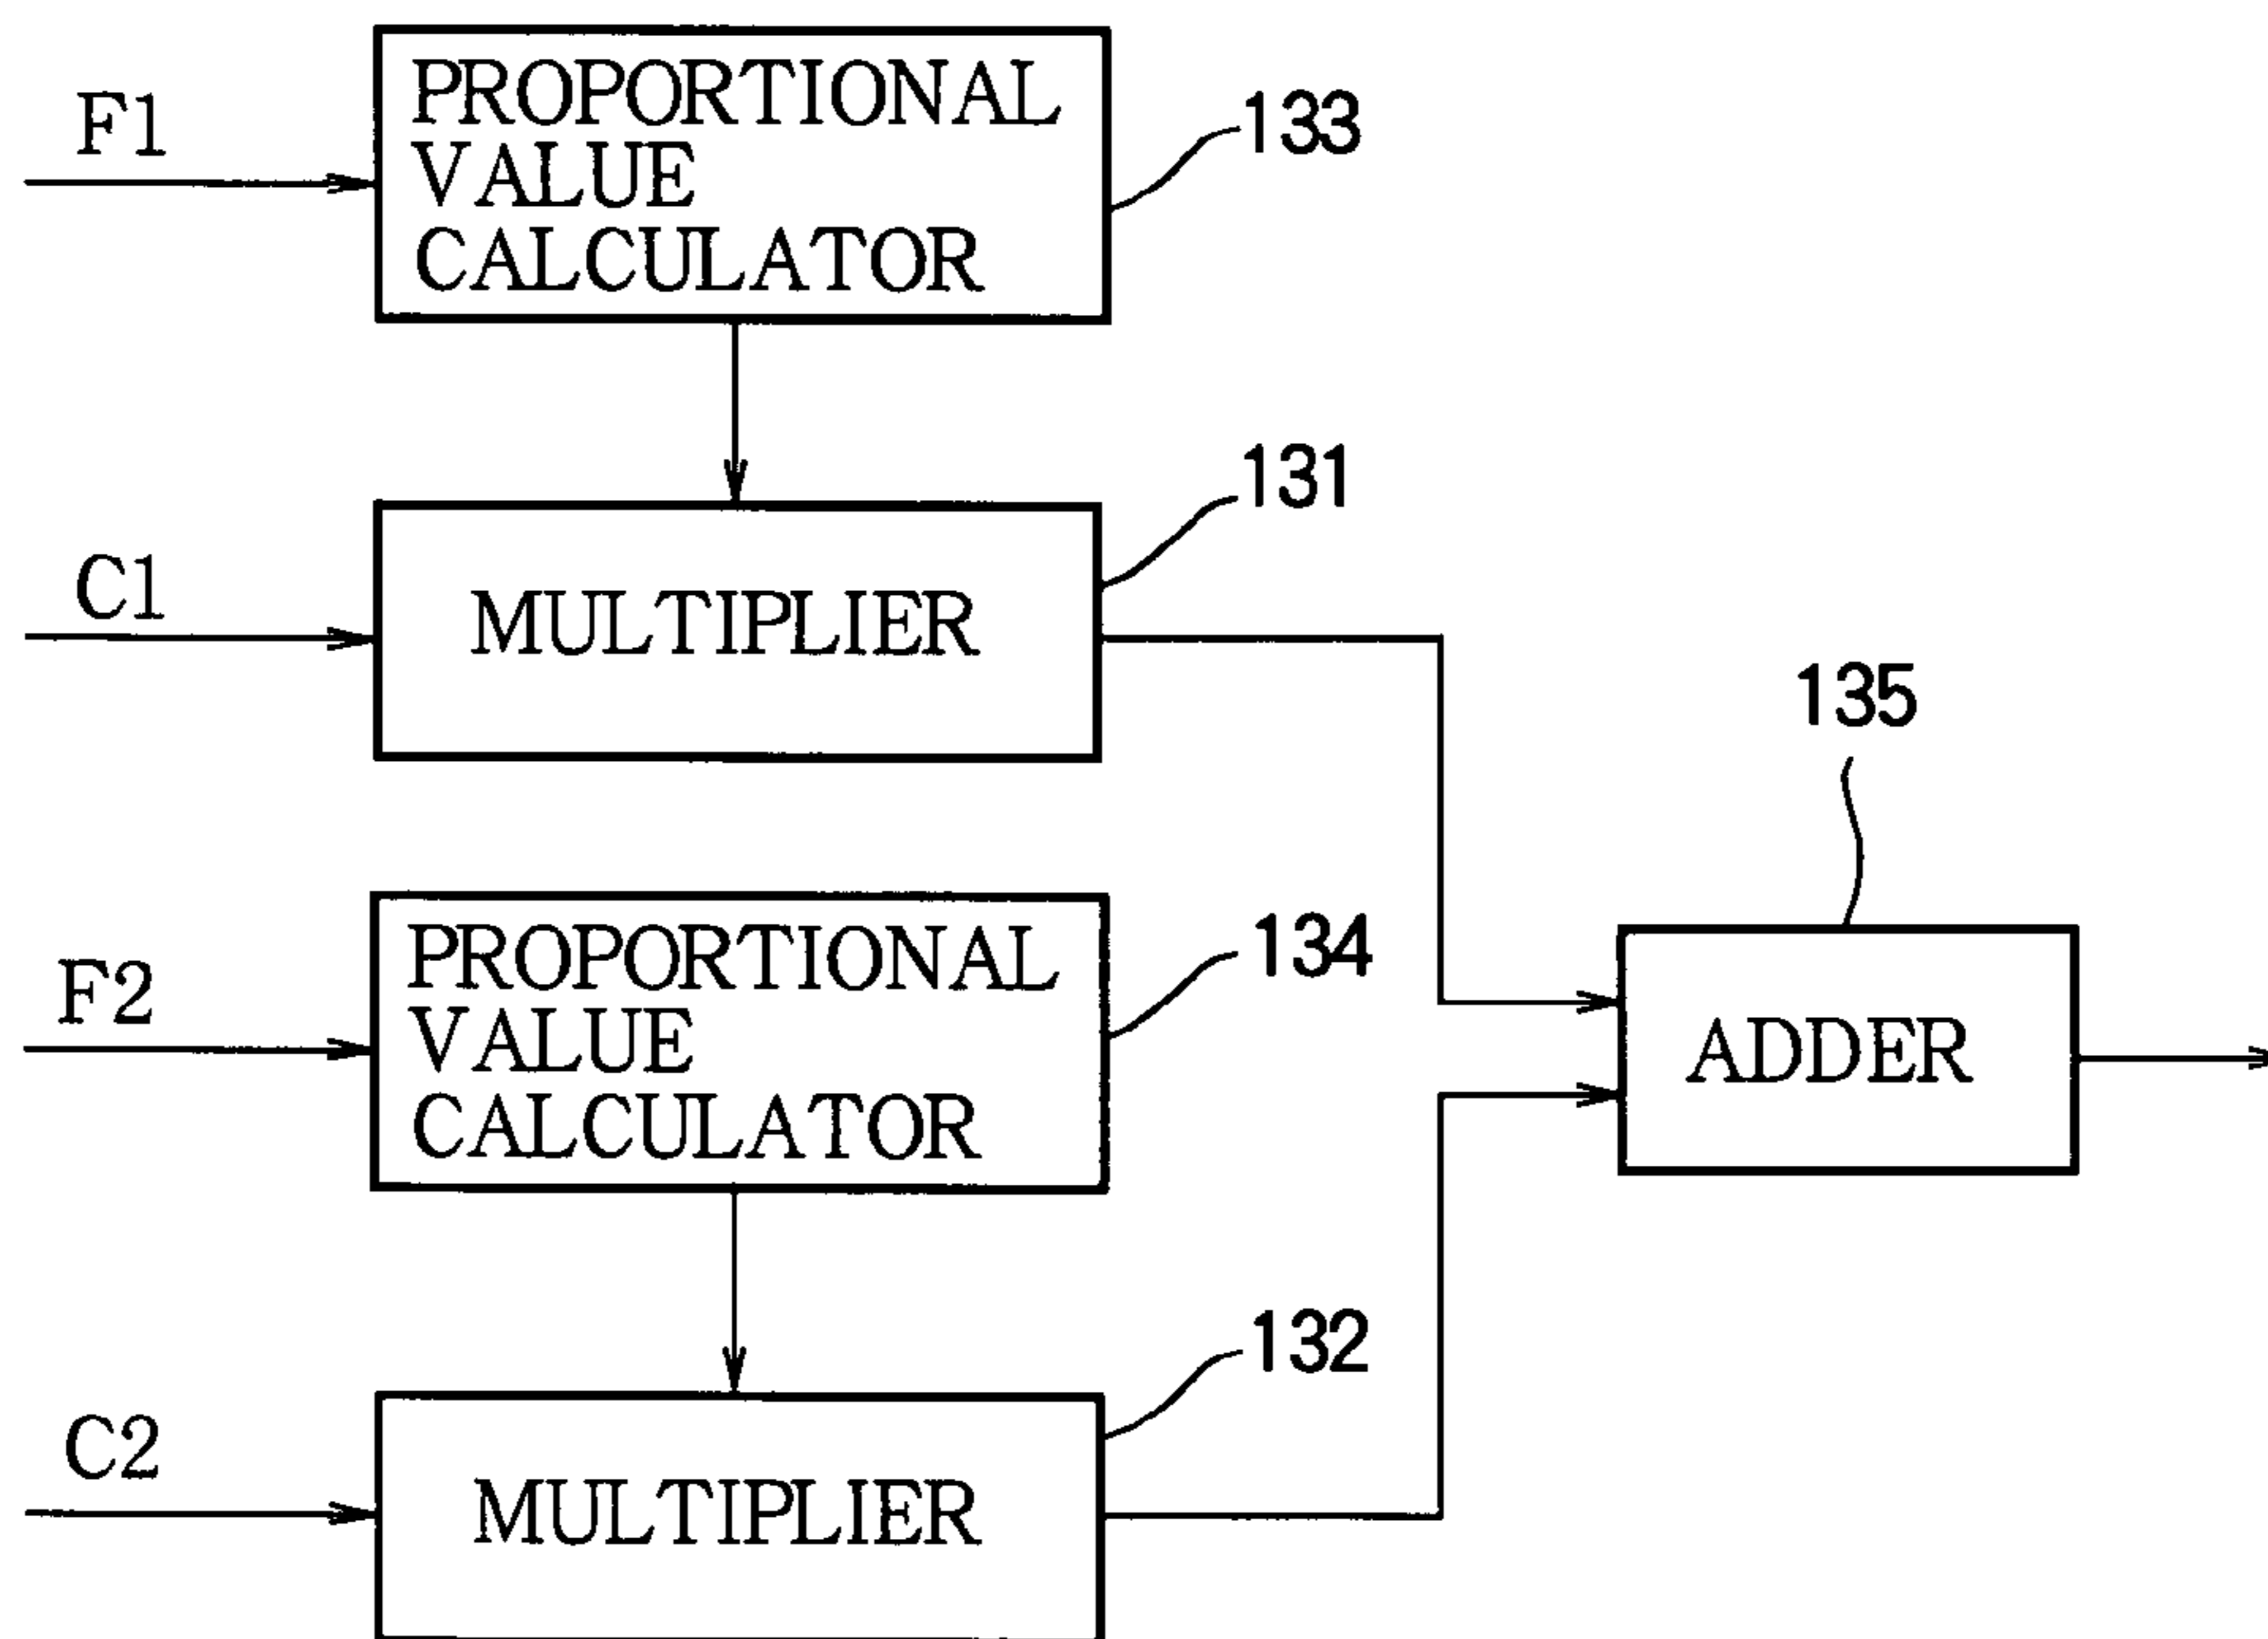 PROPORTIONAL
VALUE
CALCULATOR
F1
133
131
C1
MULTIPLIER
135
PROPORTIONAL
VALUE
CALCULATOR
F2
134
ADDER
132
C2
MULTIPLIER